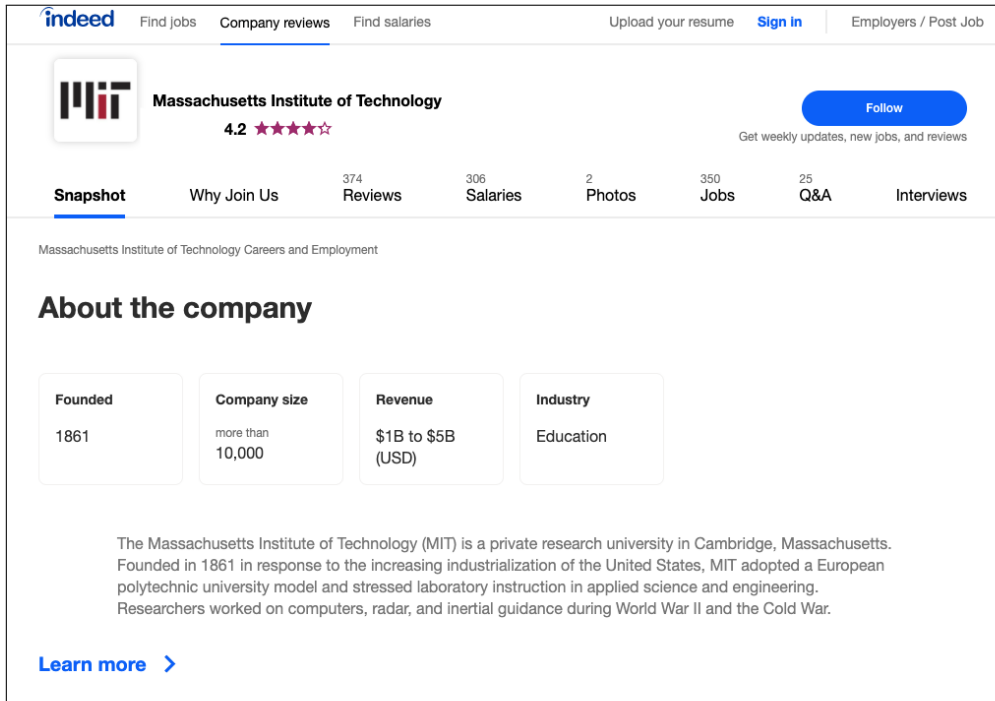 indeed Find jobs Company reviews Find salaries Upload your resume Sign in Employers / Post Job
MIT
Massachusetts Institute of Technology
4.2
Follow
Get weekly updates, new jobs, and reviews
Snapshot
Why Join Us
374
Reviews
306
Salaries
2
Photos
350
Jobs
25
Q&A
Interviews
Massachusetts Institute of Technology Careers and Employment
About the company
Founded
1861
Company size
more than
10,000
Revenue
$1B to $5B
(USD)
Industry
Education
The Massachusetts Institute of Technology (MIT) is a private research university in Cambridge, Massachusetts.
Founded in 1861 in response to the increasing industrialization of the United States, MIT adopted a European
polytechnic university model and stressed laboratory instruction in applied science and engineering.
Researchers worked on computers, radar, and inertial guidance during World War II and the Cold War.
Learn more